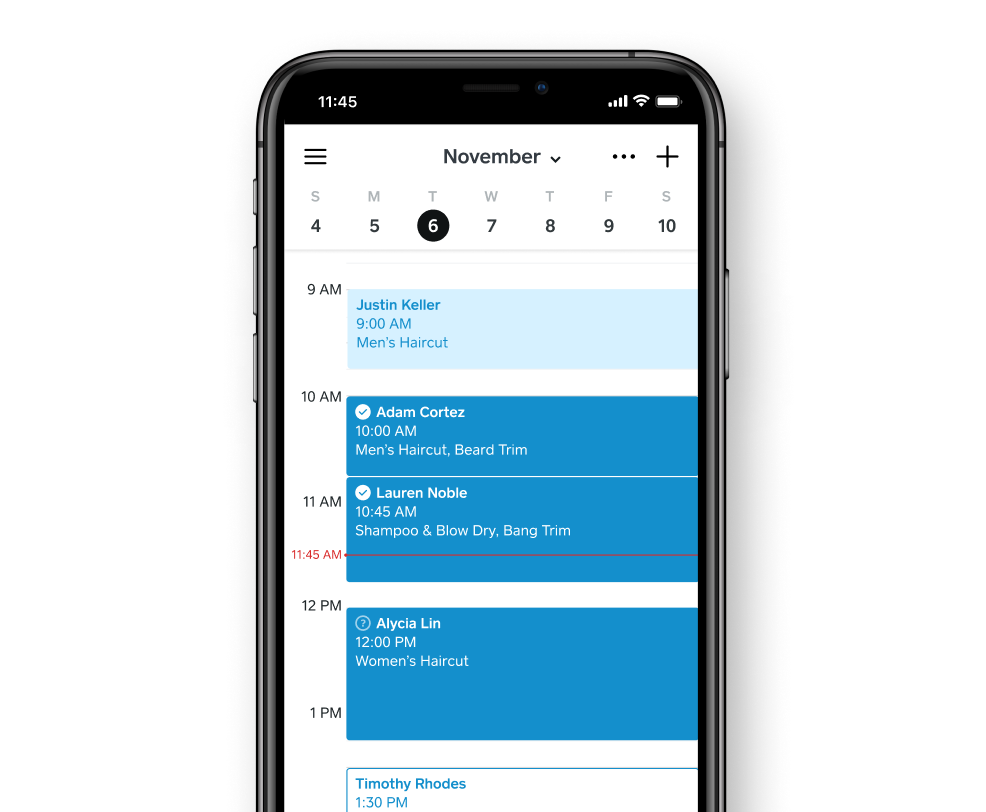 11:45
November
S M T W T F S
4 5 6 7 8 9 10
9 AM
Justin Keller
9:00 AM
Men's Haircut
10 AM
Adam Cortez
10:00 AM
Men's Haircut, Beard Trim
Lauren Noble
11 AM
10:45 AM
Shampoo & Blow Dry, Bang Trim
11:45 AM
12 PM
? Alycia Lin
12:00 PM
Women's Haircut
1 PM
Timothy Rhodes
1:30 PM